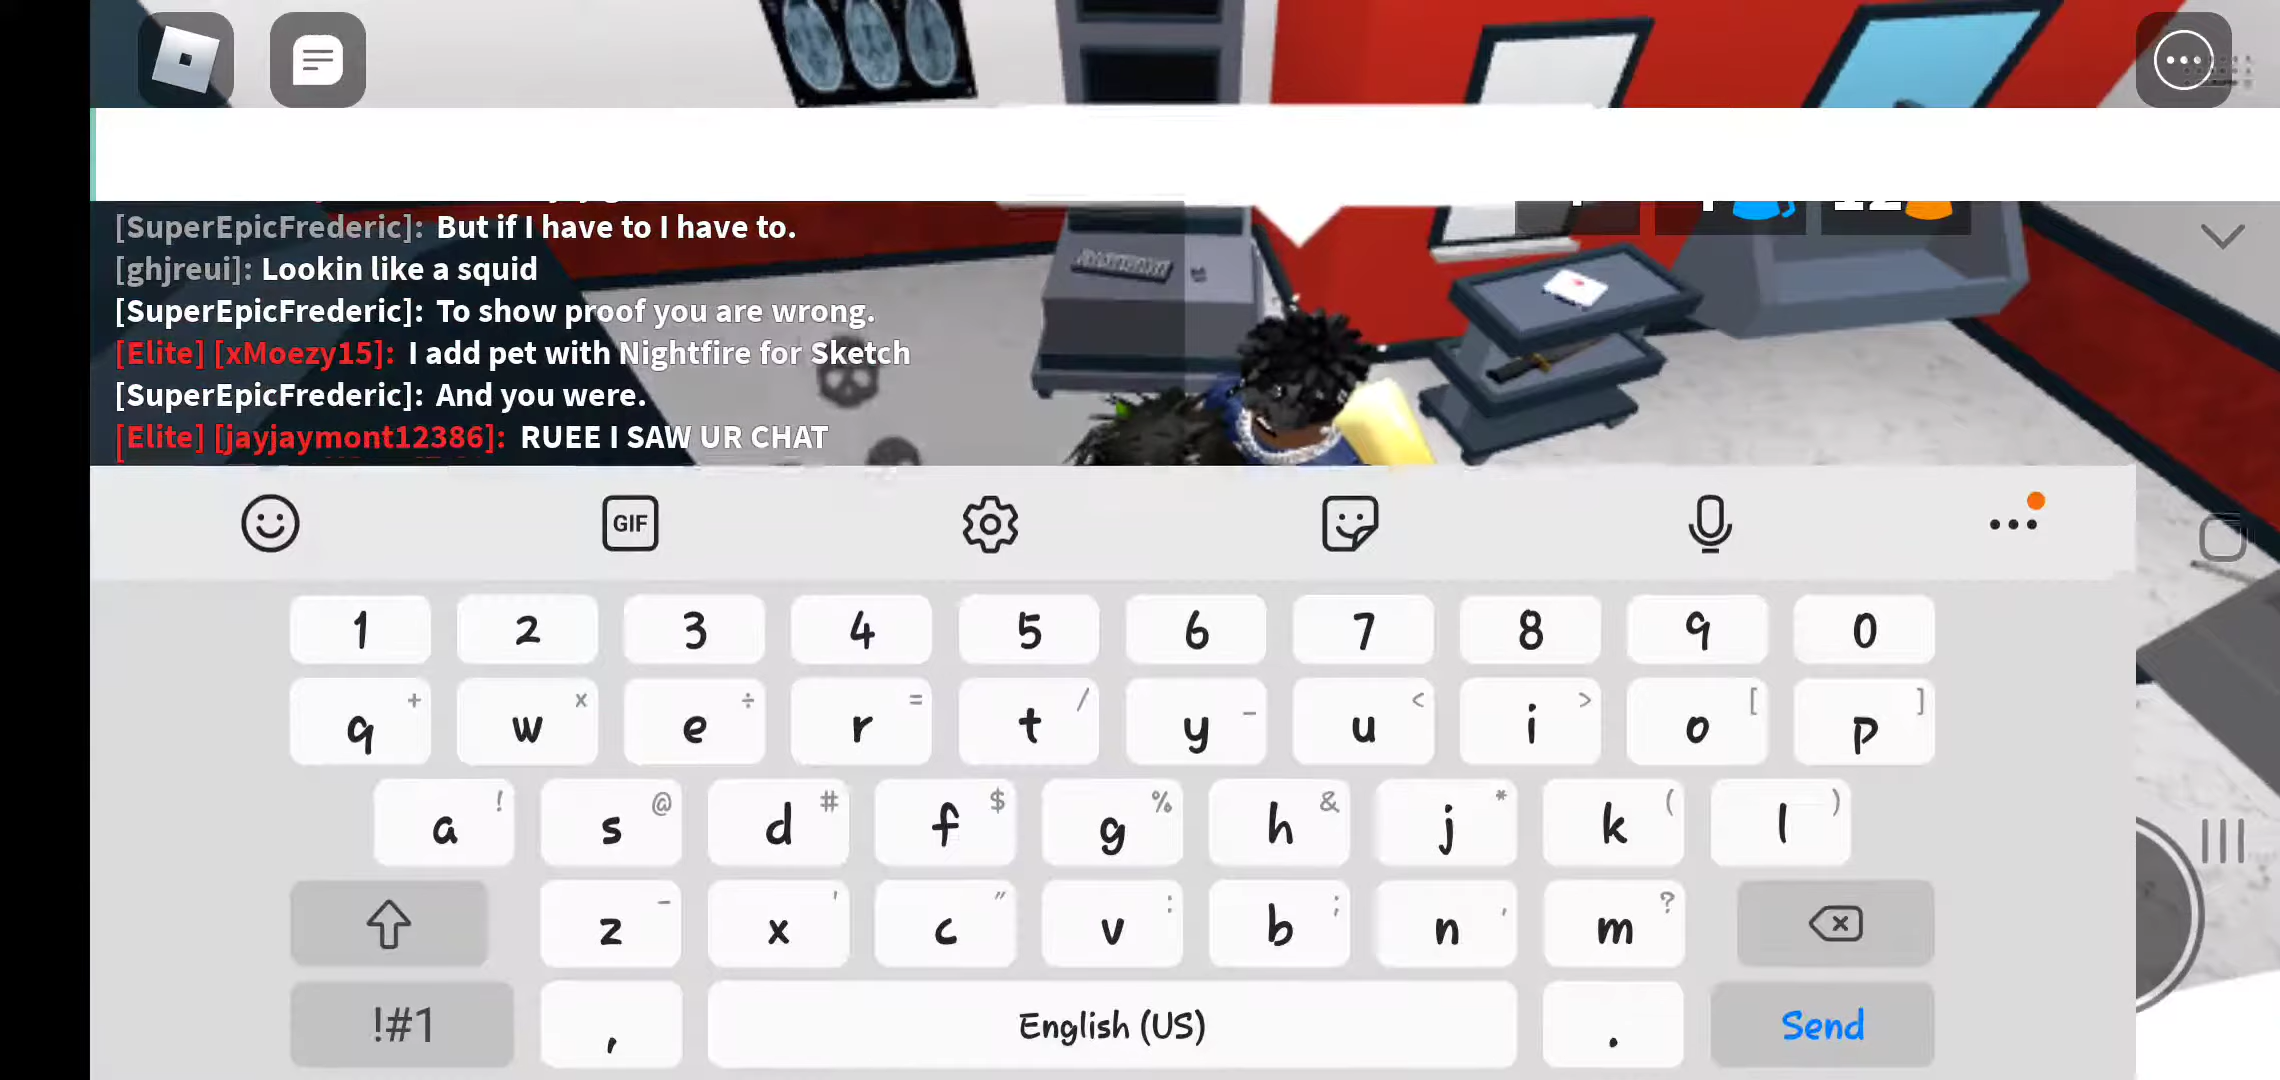 [SuperEpicFrederic]: But if I have to I have to.
[ghjreui]: Lookin like a squid
[SuperEpicFrederic]: To show proof you are wrong.
[Elite] [xMoezy15]: I add pet with Nightfire for Sketch
[SuperEpicFrederic]: And you were.
[Elite] [jayjaymont12386]: RUEE I SAW UR CHAT
GIF
1 2 3 4 5 6 7 8 9 0
+ × ÷ = / _ < > [ ]
q w e r t y u i o p
! @ # $ % & * ( )
a s d f g h j k l
- ' " : ; , ?
z x c v b n m
!#1 , English (US) . Send